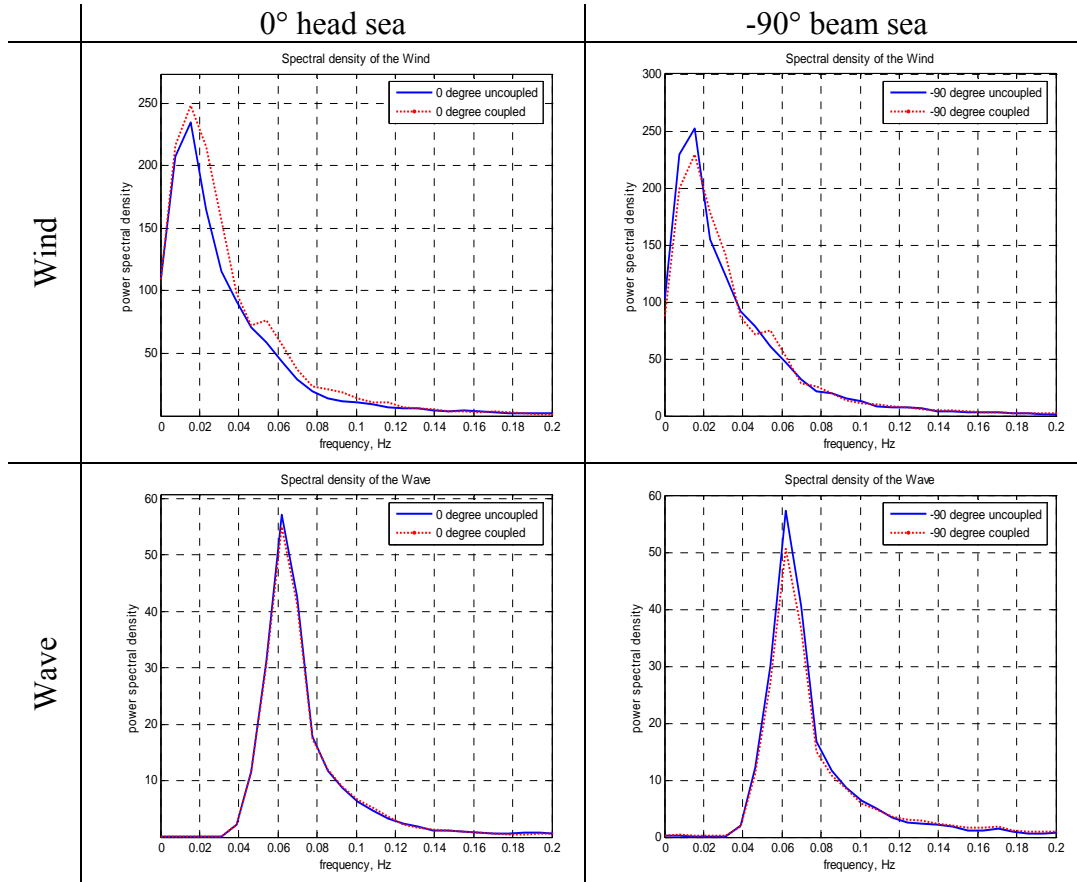 0° head sea
-90° beam sea
Wind
Spectral density of the Wind
0 degree uncoupled
0 degree coupled
power spectral density
250
200
150
100
50
0 0.02 0.04 0.06 0.08 0.1 0.12 0.14 0.16 0.18 0.2
frequency, Hz
Spectral density of the Wind
-90 degree uncoupled
-90 degree coupled
power spectral density
300
250
200
150
100
50
0
0 0.02 0.04 0.06 0.08 0.1 0.12 0.14 0.16 0.18 0.2
frequency, Hz
Wave
Spectral density of the Wave
0 degree uncoupled
0 degree coupled
power spectral density
60
50
40
30
20
10
0 0.02 0.04 0.06 0.08 0.1 0.12 0.14 0.16 0.18 0.2
frequency, Hz
Spectral density of the Wave
-90 degree uncoupled
-90 degree coupled
power spectral density
60
50
40
30
20
10
0
0 0.02 0.04 0.06 0.08 0.1 0.12 0.14 0.16 0.18 0.2
frequency, Hz